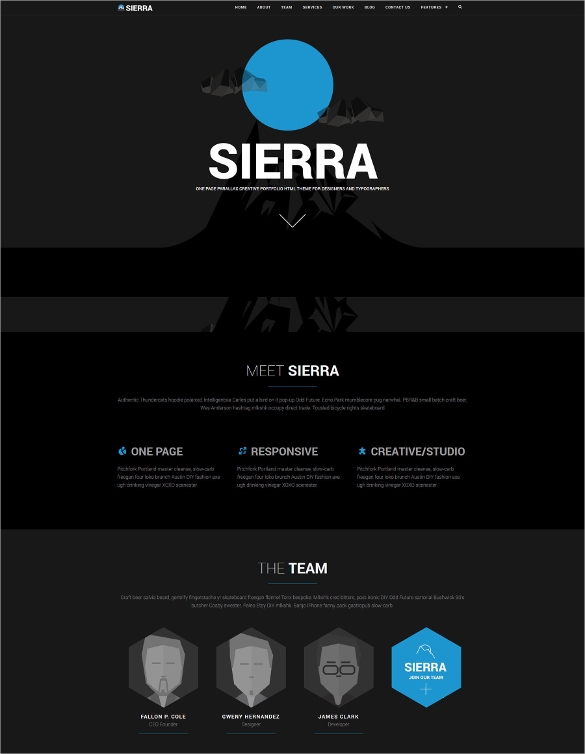 SIERRA
HOME ABOUT TEAM SERVICES OUR WORK BLOG CONTACT US FEATURES
SIERRA
ONE PAGE PARALLAX CREATIVE PORTFOLIO HTML THEME FOR DESIGNERS AND TYPOGRAPHERS
MEET SIERRA
Authentic Thundercats hoodie polaroid. Intelligentsia Carles put a bird on it pop-up Odd Future. Echo Park mumblecore pug narwhal. PBR&B small batch craft beer.
Wes Anderson hashtag mlkshk occupy direct trade. Tousled bicycle rights skateboard
ONE PAGE
Pitchfork Portland master cleanse, slow-carb
freegan four loko brunch Austin DIY fashion axe
ugh drinking vinegar XOXO scenester.
RESPONSIVE
Pitchfork Portland master cleanse, slow-carb
freegan four loko brunch Austin DIY fashion axe
ugh drinking vinegar XOXO scenester.
CREATIVE/STUDIO
Pitchfork Portland master cleanse, slow-carb
freegan four loko brunch Austin DIY fashion axe
ugh drinking vinegar XOXO scenester.
THE TEAM
FALLON P. COLE
CEO Founder
GWENY HERNANDEZ
Designer
JAMES CLARK
Developer
SIERRA
JOIN OUR TEAM